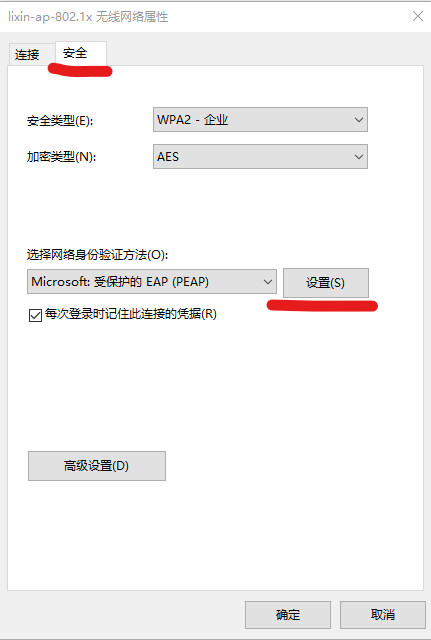 lixin-ap-802.1x 无线网络属性
连接 安全
安全类型(E): WPA2 - 企业
加密类型(N): AES
选择网络身份验证方法(O):
Microsoft: 受保护的 EAP (PEAP) 设置(S)
每次登录时记住此连接的凭据(R)
高级设置(D)
确定 取消